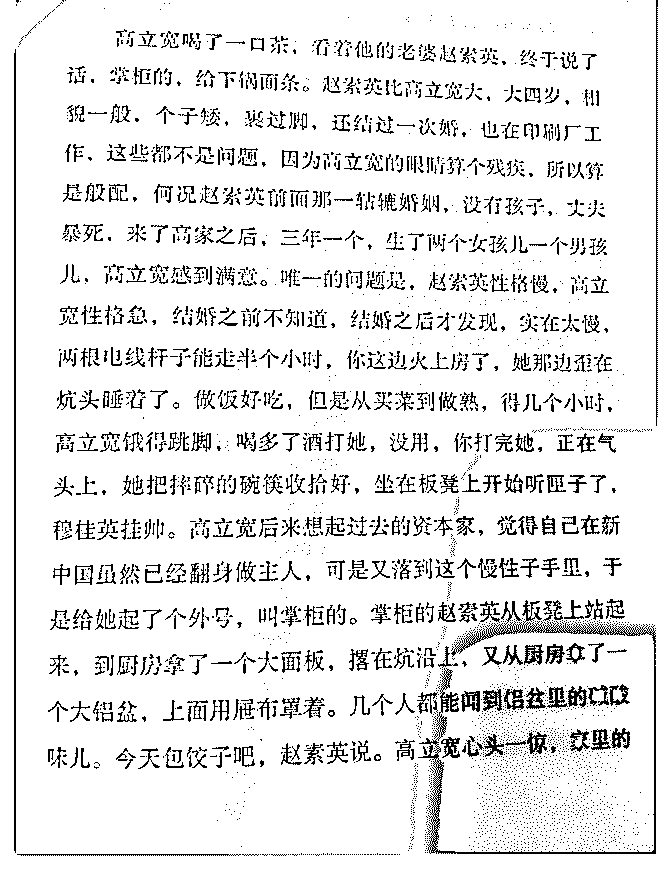 高立宽喝了一口茶，看着他的老婆赵素英，终于说了
话，掌柜的，给下锅面条。赵素英比高立宽大，大四岁，相
貌一般，个子矮，裹过脚，还结过一次婚，也在印刷厂工
作，这些都不是问题，因为高立宽的眼睛算个残疾，所以算
是般配，何况赵素英前面那一轱辘婚姻，没有孩子，丈夫
暴死，来了高家之后，三年一个，生了两个女孩儿一个男孩
儿，高立宽感到满意。唯一的问题是，赵素英性格慢，高立
宽性格急，结婚之前不知道，结婚之后才发现，实在太慢，
两根电线杆子能走半个小时，你这边火上房了，她那边歪在
炕头睡着了。做饭好吃，但是从买菜到做熟，得几个小时，
高立宽饿得跳脚，喝多了酒打她，没用，你打完她，正在气
头上，她把摔碎的碗筷收拾好，坐在板凳上开始听匣子了，
穆桂英挂帅。高立宽后来想起过去的资本家，觉得自己在新
中国虽然已经翻身做主人，可是又落到这个慢性子手里，于
是给她起了个外号，叫掌柜的。掌柜的赵素英从板凳上站起
来，到厨房拿了一个大面板，撂在炕沿上，又从厨房拿了一
个大铝盆，上面用屉布罩着。几个人都能闻到铝盆里的
味儿。今天包饺子吧，赵素英说。高立宽心头一惊，家里的